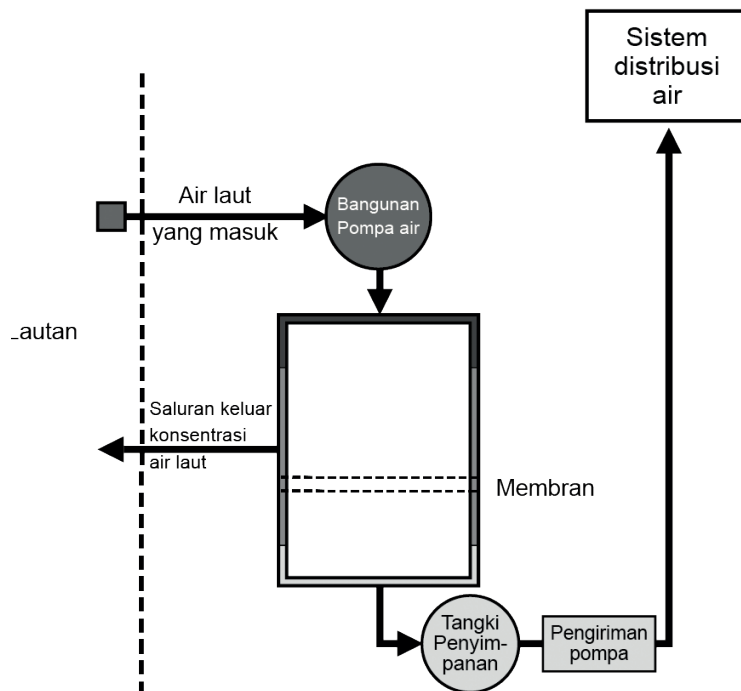 Sistem
distribusi
air
Air laut
yang masuk
Bangunan
Pompa air
Lautan
Saluran keluar
konsentrasi
air laut
Membran
Tangki
Penyim-
panan
Pengiriman
pompa